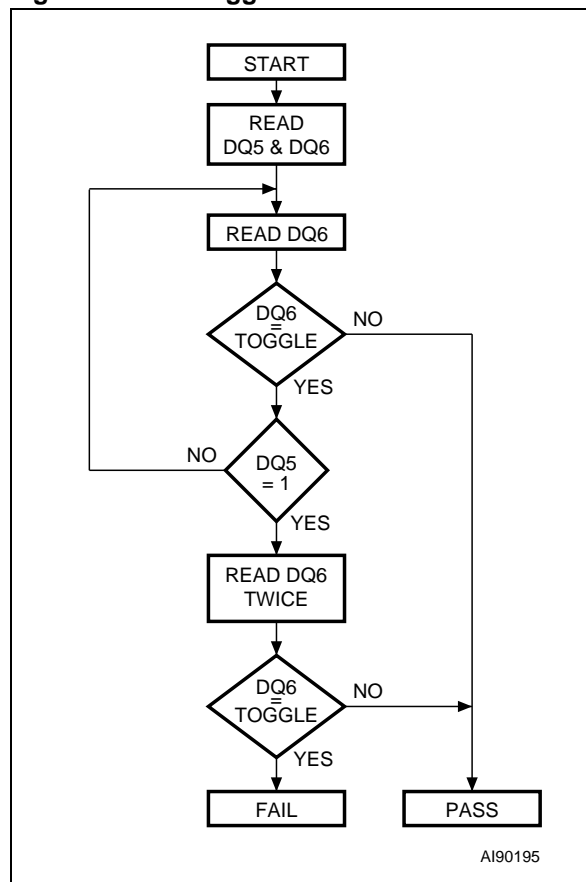 START
READ
DQ5 & DQ6
READ DQ6
DQ6
=
TOGGLE
NO
YES
NO
DQ5
= 1
YES
READ DQ6
TWICE
DQ6
=
TOGGLE
NO
YES
FAIL
PASS
AI90195